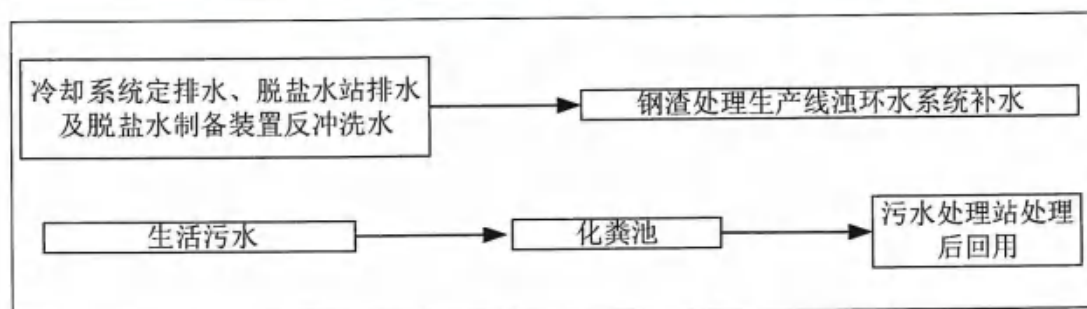 冷却系统定排水、脱盐水站排水
及脱盐水制备装置反冲洗水
钢渣处理生产线浊环水系统补水
生活污水
化粪池
污水处理站处理
后回用